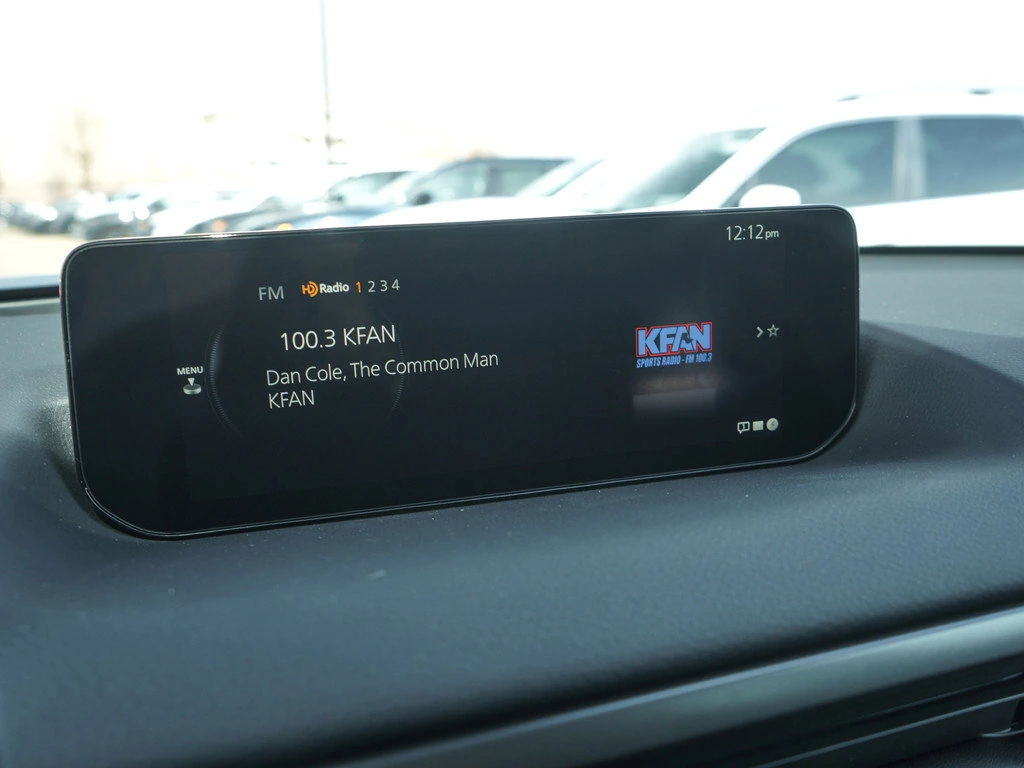 12:12pm
FM HD Radio 1 2 3 4
100.3 KFAN
Dan Cole, The Common Man
KFAN
MENU
KFAN
SPORTS RADIO - FM 100.3